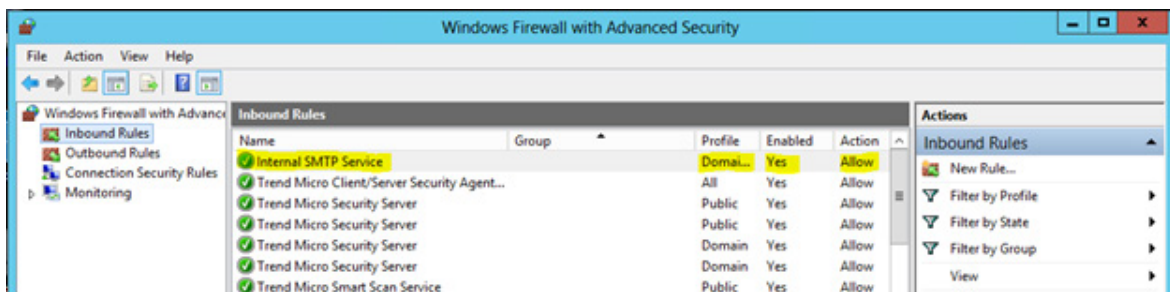 Windows Firewall with Advanced Security
File Action View Help
Windows Firewall with Advance
Inbound Rules
Outbound Rules
Connection Security Rules
Monitoring
Inbound Rules
Name Group Profile Enabled Action
Internal SMTP Service Domai... Yes Allow
Trend Micro Client/Server Security Agent... All Yes Allow
Trend Micro Security Server Public Yes Allow
Trend Micro Security Server Public Yes Allow
Trend Micro Security Server Domain Yes Allow
Trend Micro Security Server Domain Yes Allow
Trend Micro Smart Scan Service Public Yes Allow
Actions
Inbound Rules
New Rule...
Filter by Profile
Filter by State
Filter by Group
View